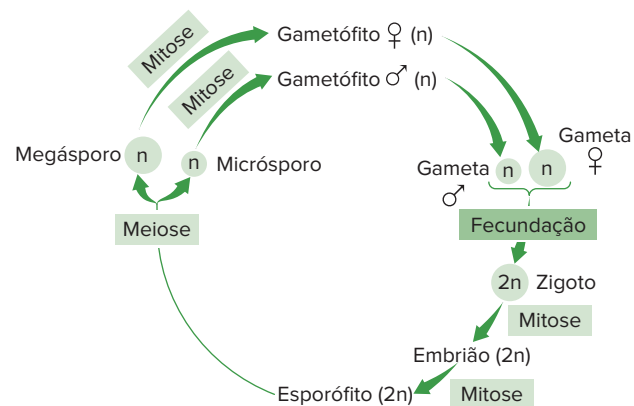 Mitose
Gametófito ♀ (n)
Mitose
Gametófito ♂ (n)
Megásporo
n
n
Micrósporo
Gameta
♂
n
n
Gameta
♀
Meiose
Fecundação
2n
Zigoto
Mitose
Embrião (2n)
Esporófito (2n)
Mitose